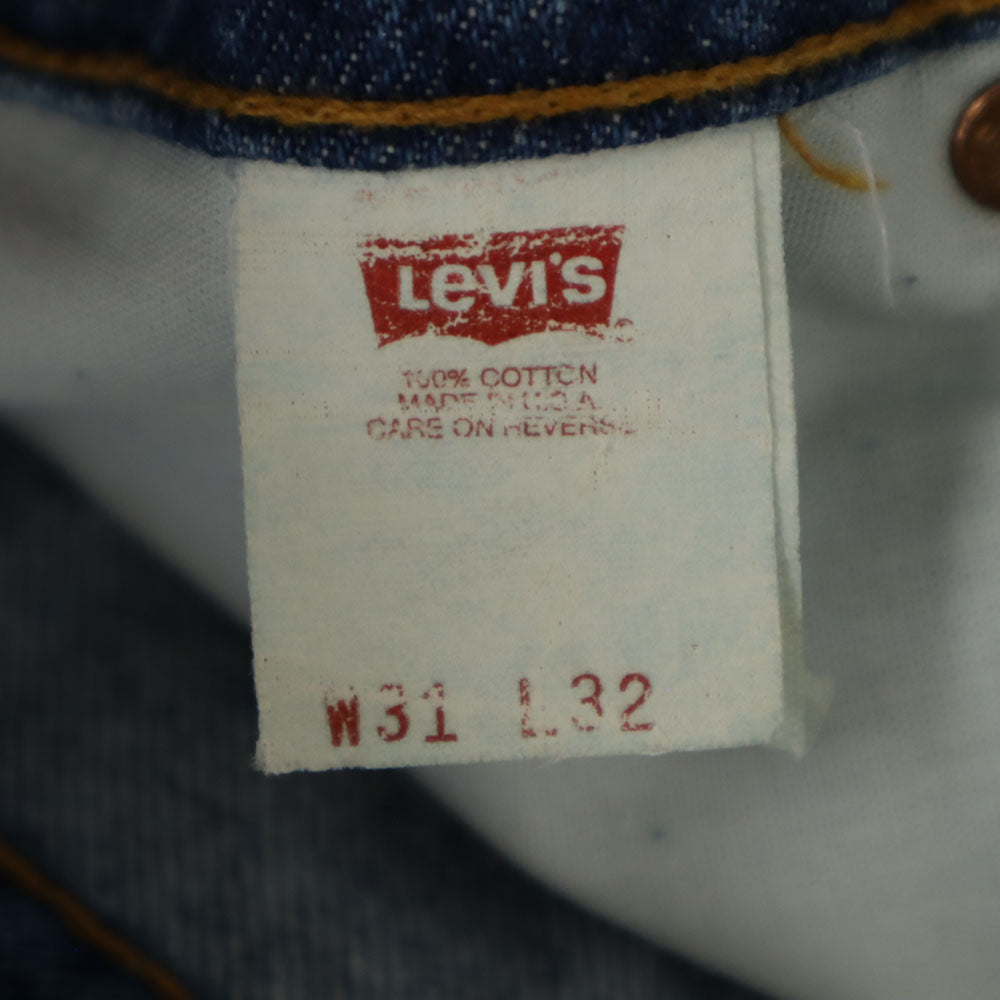 LEVI'S
100% COTTON
MADE IN U.S.A.
CARE ON REVERSE
W31 L32